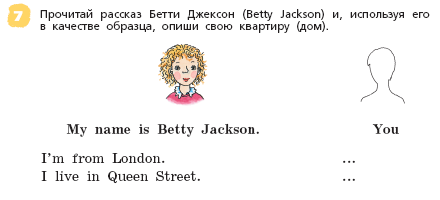 7 Прочитай рассказ Бетти Джексон (Betty Jackson) и, используя его
в качестве образца, опиши свою квартиру (дом).
My name is Betty Jackson. You
I'm from London. ...
I live in Queen Street. ...